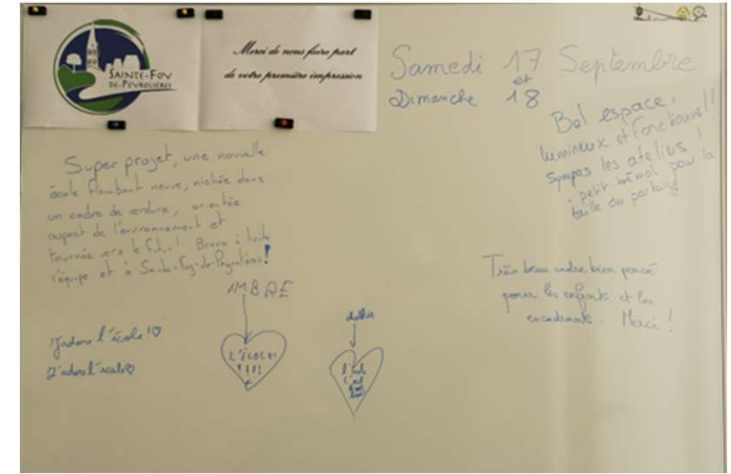 SAINTE-FOY
DE-PEYROLIÈRES
Merci de nous faire part
de votre première impression
Samedi 17 Septembre
et
Dimanche 18
Bel espace,
lumineux et fonctionnel!
Sympas les ateliers!
petit bémol pour la
taille du parking
Super projet, une nouvelle
école flambant neuve, nichée dans
un cadre de verdure, orientée
respect de l'environnement et
tournée vers le futur! Bravo à toute
l'équipe et à Sainte-Foy-de-Peyrolières!
Très beau cadre bien pensé
pour les enfants et les
encadrants. Merci!
AMBRE
J'adore l'école!♡
J'adore l'école♡